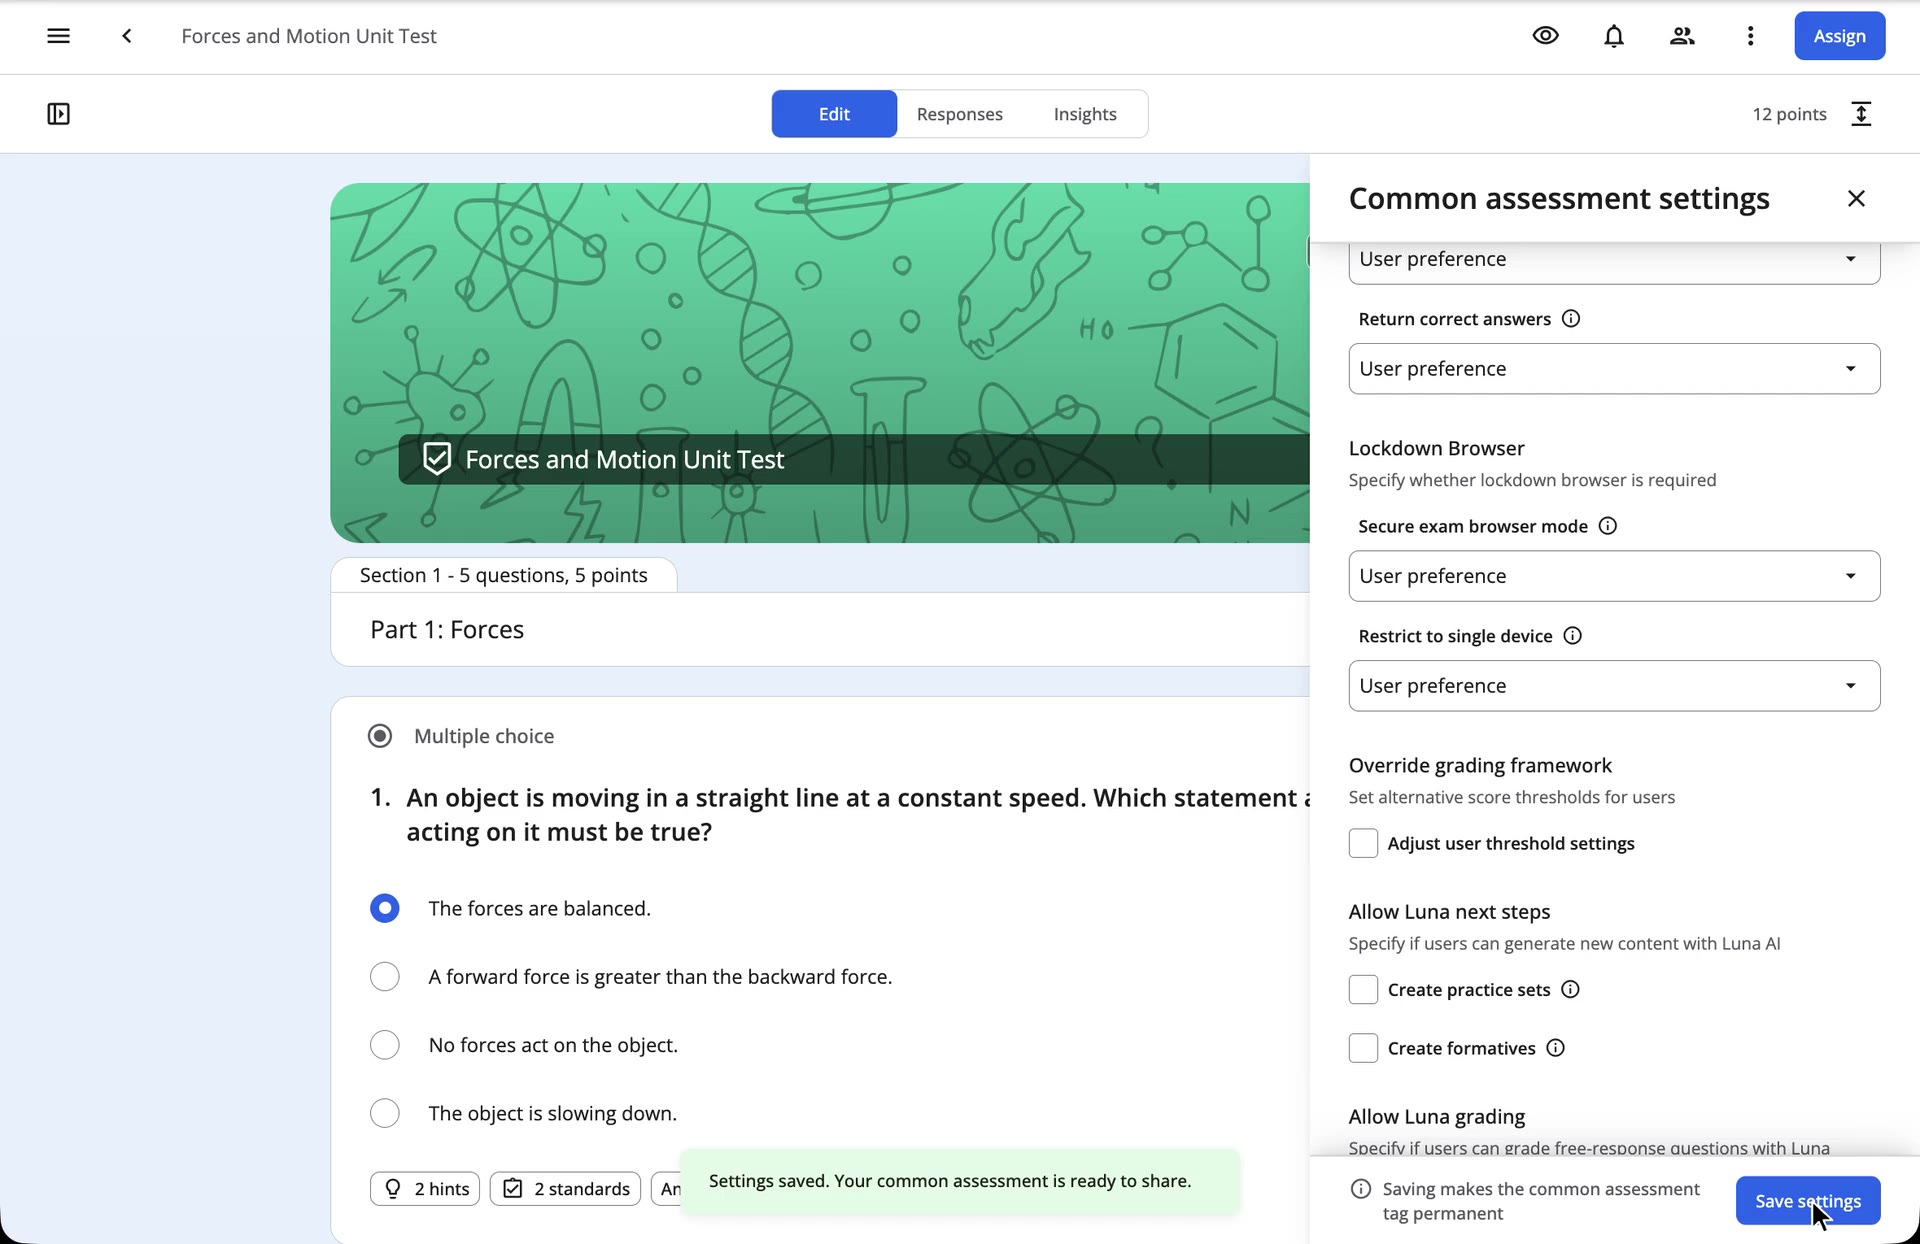 Forces and Motion Unit Test
Assign
Edit
Responses
Insights
12 points
HO
?
N
Forces and Motion Unit Test
Section 1 - 5 questions, 5 points
Part 1: Forces
Multiple choice
1. An object is moving in a straight line at a constant speed. Which statement
acting on it must be true?
The forces are balanced.
A forward force is greater than the backward force.
No forces act on the object.
The object is slowing down.
2 hints
2 standards
An
Settings saved. Your common assessment is ready to share.
Common assessment settings
User preference
Return correct answers
User preference
Lockdown Browser
Specify whether lockdown browser is required
Secure exam browser mode
User preference
Restrict to single device
User preference
Override grading framework
Set alternative score thresholds for users
Adjust user threshold settings
Allow Luna next steps
Specify if users can generate new content with Luna AI
Create practice sets
Create formatives
Allow Luna grading
Specify if users can grade free-response questions with Luna
Saving makes the common assessment
tag permanent
Save settings